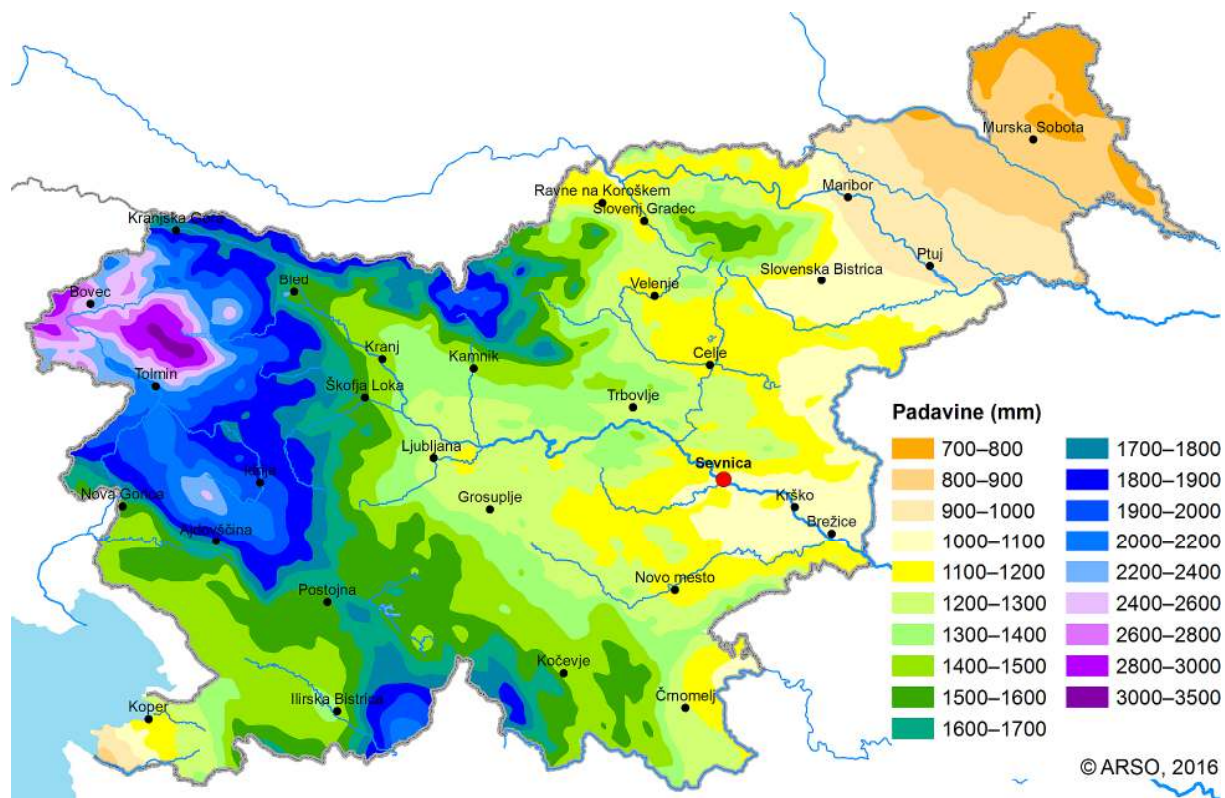 Murska Sobota
Ravne na Koroškem
Maribor
Slovenj Gradec
Kranjska Gora
Ptuj
Slovenska Bistrica
Bled
Velenje
Bovec
Kranj
Kamnik
Celje
Tolmin
Škofja Loka
Trbovlje
Ljubljana
Sevnica
Idrija
Nova Gorica
Grosuplje
Krško
Brežice
Ajdovščina
Novo mesto
Postojna
Kočevje
Ilirska Bistrica
Črnomelj
Koper
Padavine (mm)
700–800
800–900
900–1000
1000–1100
1100–1200
1200–1300
1300–1400
1400–1500
1500–1600
1600–1700
1700–1800
1800–1900
1900–2000
2000–2200
2200–2400
2400–2600
2600–2800
2800–3000
3000–3500
© ARSO, 2016